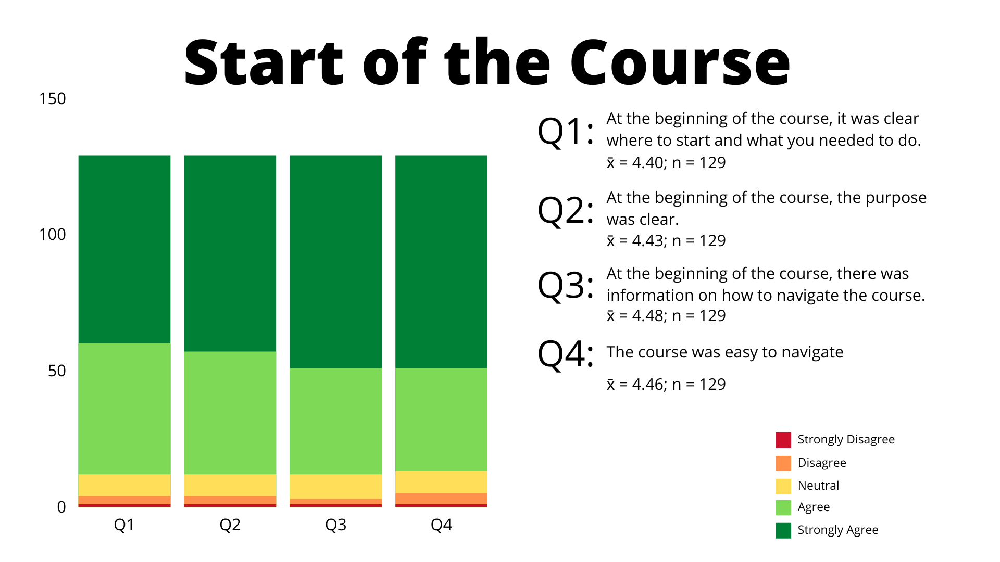 Start of the Course
150
100
50
0
Q1
Q2
Q3
Q4
Q1:
At the beginning of the course, it was clear
where to start and what you needed to do.
x̄ = 4.40; n = 129
Q2:
At the beginning of the course, the purpose
was clear.
x̄ = 4.43; n = 129
Q3:
At the beginning of the course, there was
information on how to navigate the course.
x̄ = 4.48; n = 129
Q4:
The course was easy to navigate
x̄ = 4.46; n = 129
Strongly Disagree
Disagree
Neutral
Agree
Strongly Agree